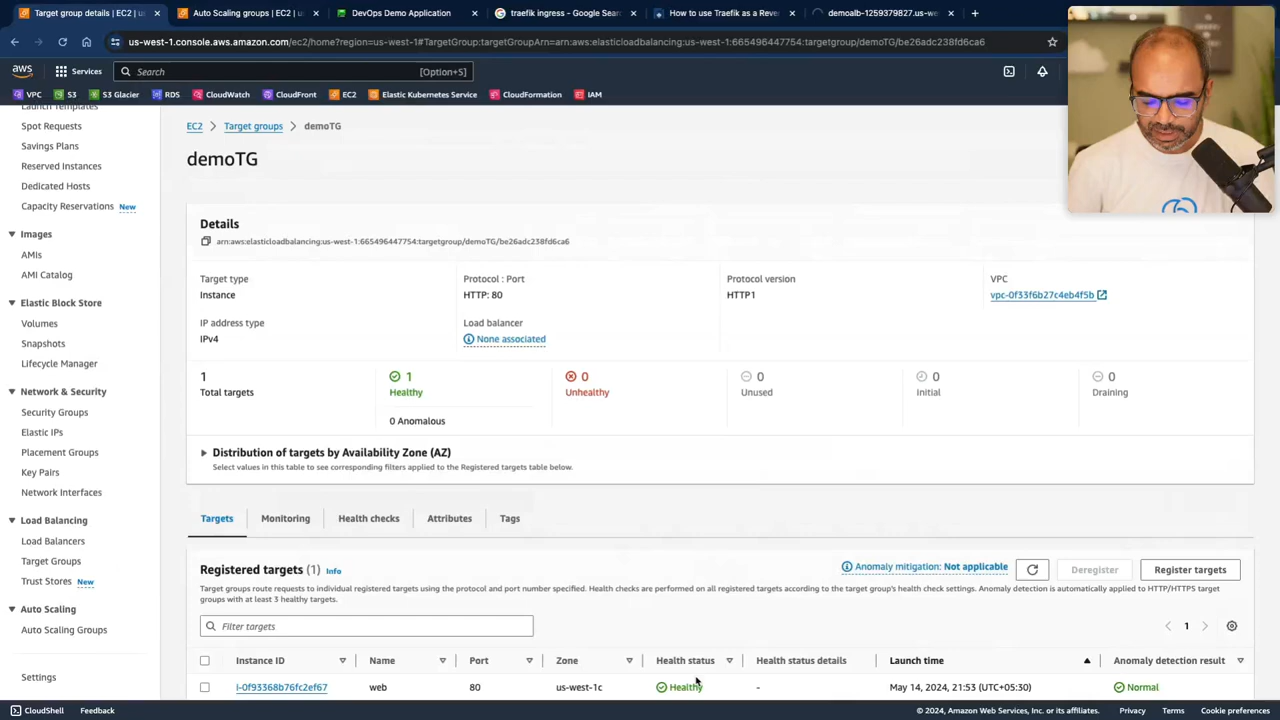 Target group details | EC2 |
Auto Scaling groups | EC2 | u
DevOps Demo Application
traefik ingress - Google Sear
How to use Traefik as a Reve
demoalb-1259379827.us-we
us-west-1.console.aws.amazon.com/ec2/home?region=us-west-1#TargetGroup:targetGroupArn=arn:aws:elasticloadbalancing:us-west-1:665496447754:targetgroup/demoTG/be26adc238fd6ca6
aws
Services
Search
[Option+S]
VPC
S3
S3 Glacier
RDS
CloudWatch
CloudFront
EC2
Elastic Kubernetes Service
CloudFormation
IAM
Launch Templates
Spot Requests
Savings Plans
Reserved Instances
Dedicated Hosts
Capacity Reservations New
Images
AMIs
AMI Catalog
Elastic Block Store
Volumes
Snapshots
Lifecycle Manager
Network & Security
Security Groups
Elastic IPs
Placement Groups
Key Pairs
Network Interfaces
Load Balancing
Load Balancers
Target Groups
Trust Stores New
Auto Scaling
Auto Scaling Groups
Settings
EC2 > Target groups > demoTG
demoTG
Details
arn:aws:elasticloadbalancing:us-west-1:665496447754:targetgroup/demoTG/be26adc238fd6ca6
Target type
Instance
Protocol : Port
HTTP: 80
Protocol version
HTTP1
VPC
vpc-0f33f6b27c4eb4f5b
IP address type
IPv4
Load balancer
None associated
1
Total targets
1
Healthy
0 Anomalous
0
Unhealthy
0
Unused
0
Initial
0
Draining
Distribution of targets by Availability Zone (AZ)
Select values in this table to see corresponding filters applied to the Registered targets table below.
Targets
Monitoring
Health checks
Attributes
Tags
Registered targets (1) Info
Anomaly mitigation: Not applicable
Deregister
Register targets
Target groups route requests to individual registered targets using the protocol and port number specified. Health checks are performed on all registered targets according to the target group's health check settings. Anomaly detection is automatically applied to HTTP/HTTPS target
groups with at least 3 healthy targets.
Filter targets
1
Instance ID
Name
Port
Zone
Health status
Health status details
Launch time
Anomaly detection result
i-0f93368b76fc2ef67
web
80
us-west-1c
Healthy
-
May 14, 2024, 21:53 (UTC+05:30)
Normal
CloudShell
Feedback
© 2024, Amazon Web Services, Inc. or its affiliates.
Privacy
Terms
Cookie preferences